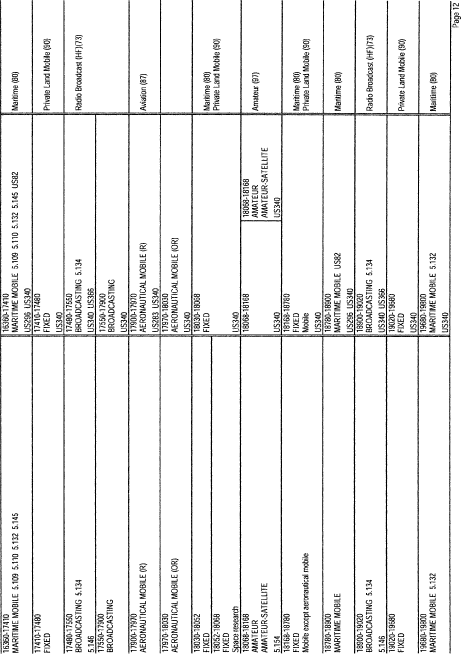 16360-17410
MARITIME MOBILE 5.109 5.110 5.132 5.145
17410-17480
FIXED
17480-17550
BROADCASTING 5.134
5.146
17550-17900
BROADCASTING
17900-17970
AERONAUTICAL MOBILE (R)
17970-18030
AERONAUTICAL MOBILE (OR)
18030-18052
FIXED
18052-18068
FIXED
Space research
18068-18168
AMATEUR
AMATEUR-SATELLITE
5.154
18168-18780
FIXED
Mobile except aeronautical mobile
18780-18900
MARITIME MOBILE
18900-19020
BROADCASTING 5.134
5.146
19020-19680
FIXED
19680-19800
MARITIME MOBILE 5.132
16360-17410
MARITIME MOBILE 5.109 5.110 5.132 5.145 US82
US296 US340
17410-17480
FIXED
US340
17480-17550
BROADCASTING 5.134
US340 US366
17550-17900
BROADCASTING
US340
17900-17970
AERONAUTICAL MOBILE (R)
US283 US340
17970-18030
AERONAUTICAL MOBILE (OR)
US340
18030-18068
FIXED
US340
18068-18168
US340
18068-18168
AMATEUR
AMATEUR-SATELLITE
US340
18168-18780
FIXED
Mobile
US340
18780-18900
MARITIME MOBILE US82
US296 US340
18900-19020
BROADCASTING 5.134
US340 US366
19020-19680
FIXED
US340
19680-19800
MARITIME MOBILE 5.132
US340
Maritime (80)
Private Land Mobile (90)
Radio Broadcast (HF)(73)
Aviation (87)
Maritime (80)
Private Land Mobile (90)
Amateur (97)
Maritime (80)
Private Land Mobile (90)
Maritime (80)
Radio Broadcast (HF)(73)
Private Land Mobile (90)
Maritime (80)
Page 12